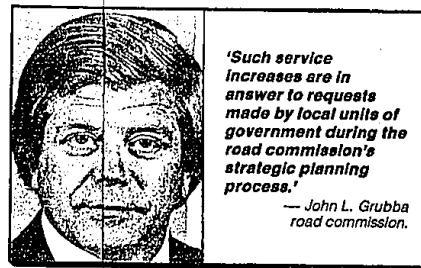 'Such service
increases are in
answer to requests
made by local units of
government during the
road commission's
strategic planning
process.'
— John L. Grubba
road commission.